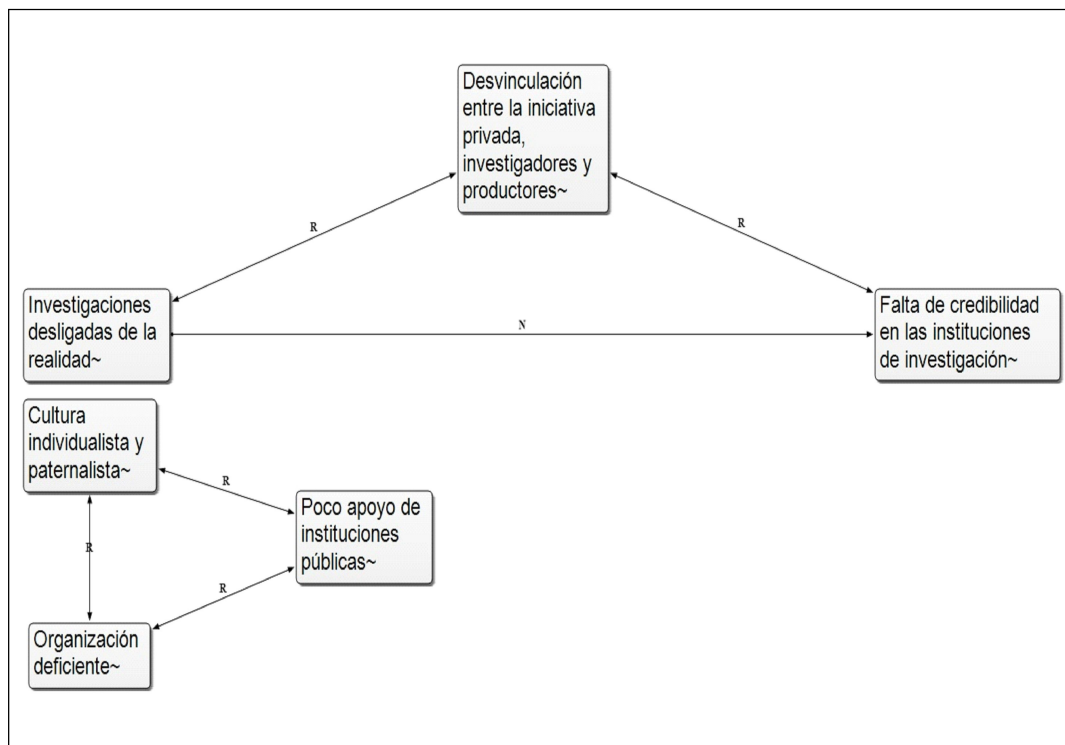 Desvinculación
entre la iniciativa
privada,
investigadores y
productores~
R
R
Investigaciones
desligadas de la
realidad~
N
Falta de credibilidad
en las instituciones
de investigación~
Cultura
individualista y
paternalista~
R
Poco apoyo de
instituciones
públicas~
R
R
Organización
deficiente~